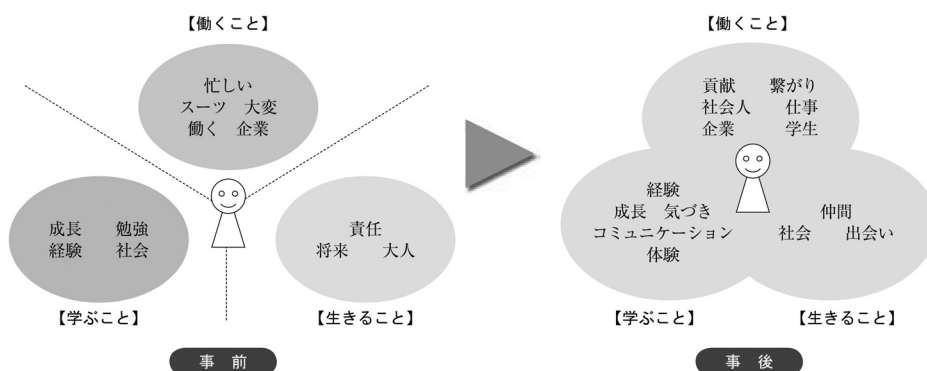 【働くこと】
忙しい
スーツ 大変
働く 企業
成長 勉強
経験 社会
責任
将来 大人
【学ぶこと】
【生きること】
事 前
【働くこと】
貢献 繋がり
社会人 仕事
企業 学生
経験
成長 気づき
コミュニケーション
体験
仲間
社会 出会い
【学ぶこと】
【生きること】
事 後